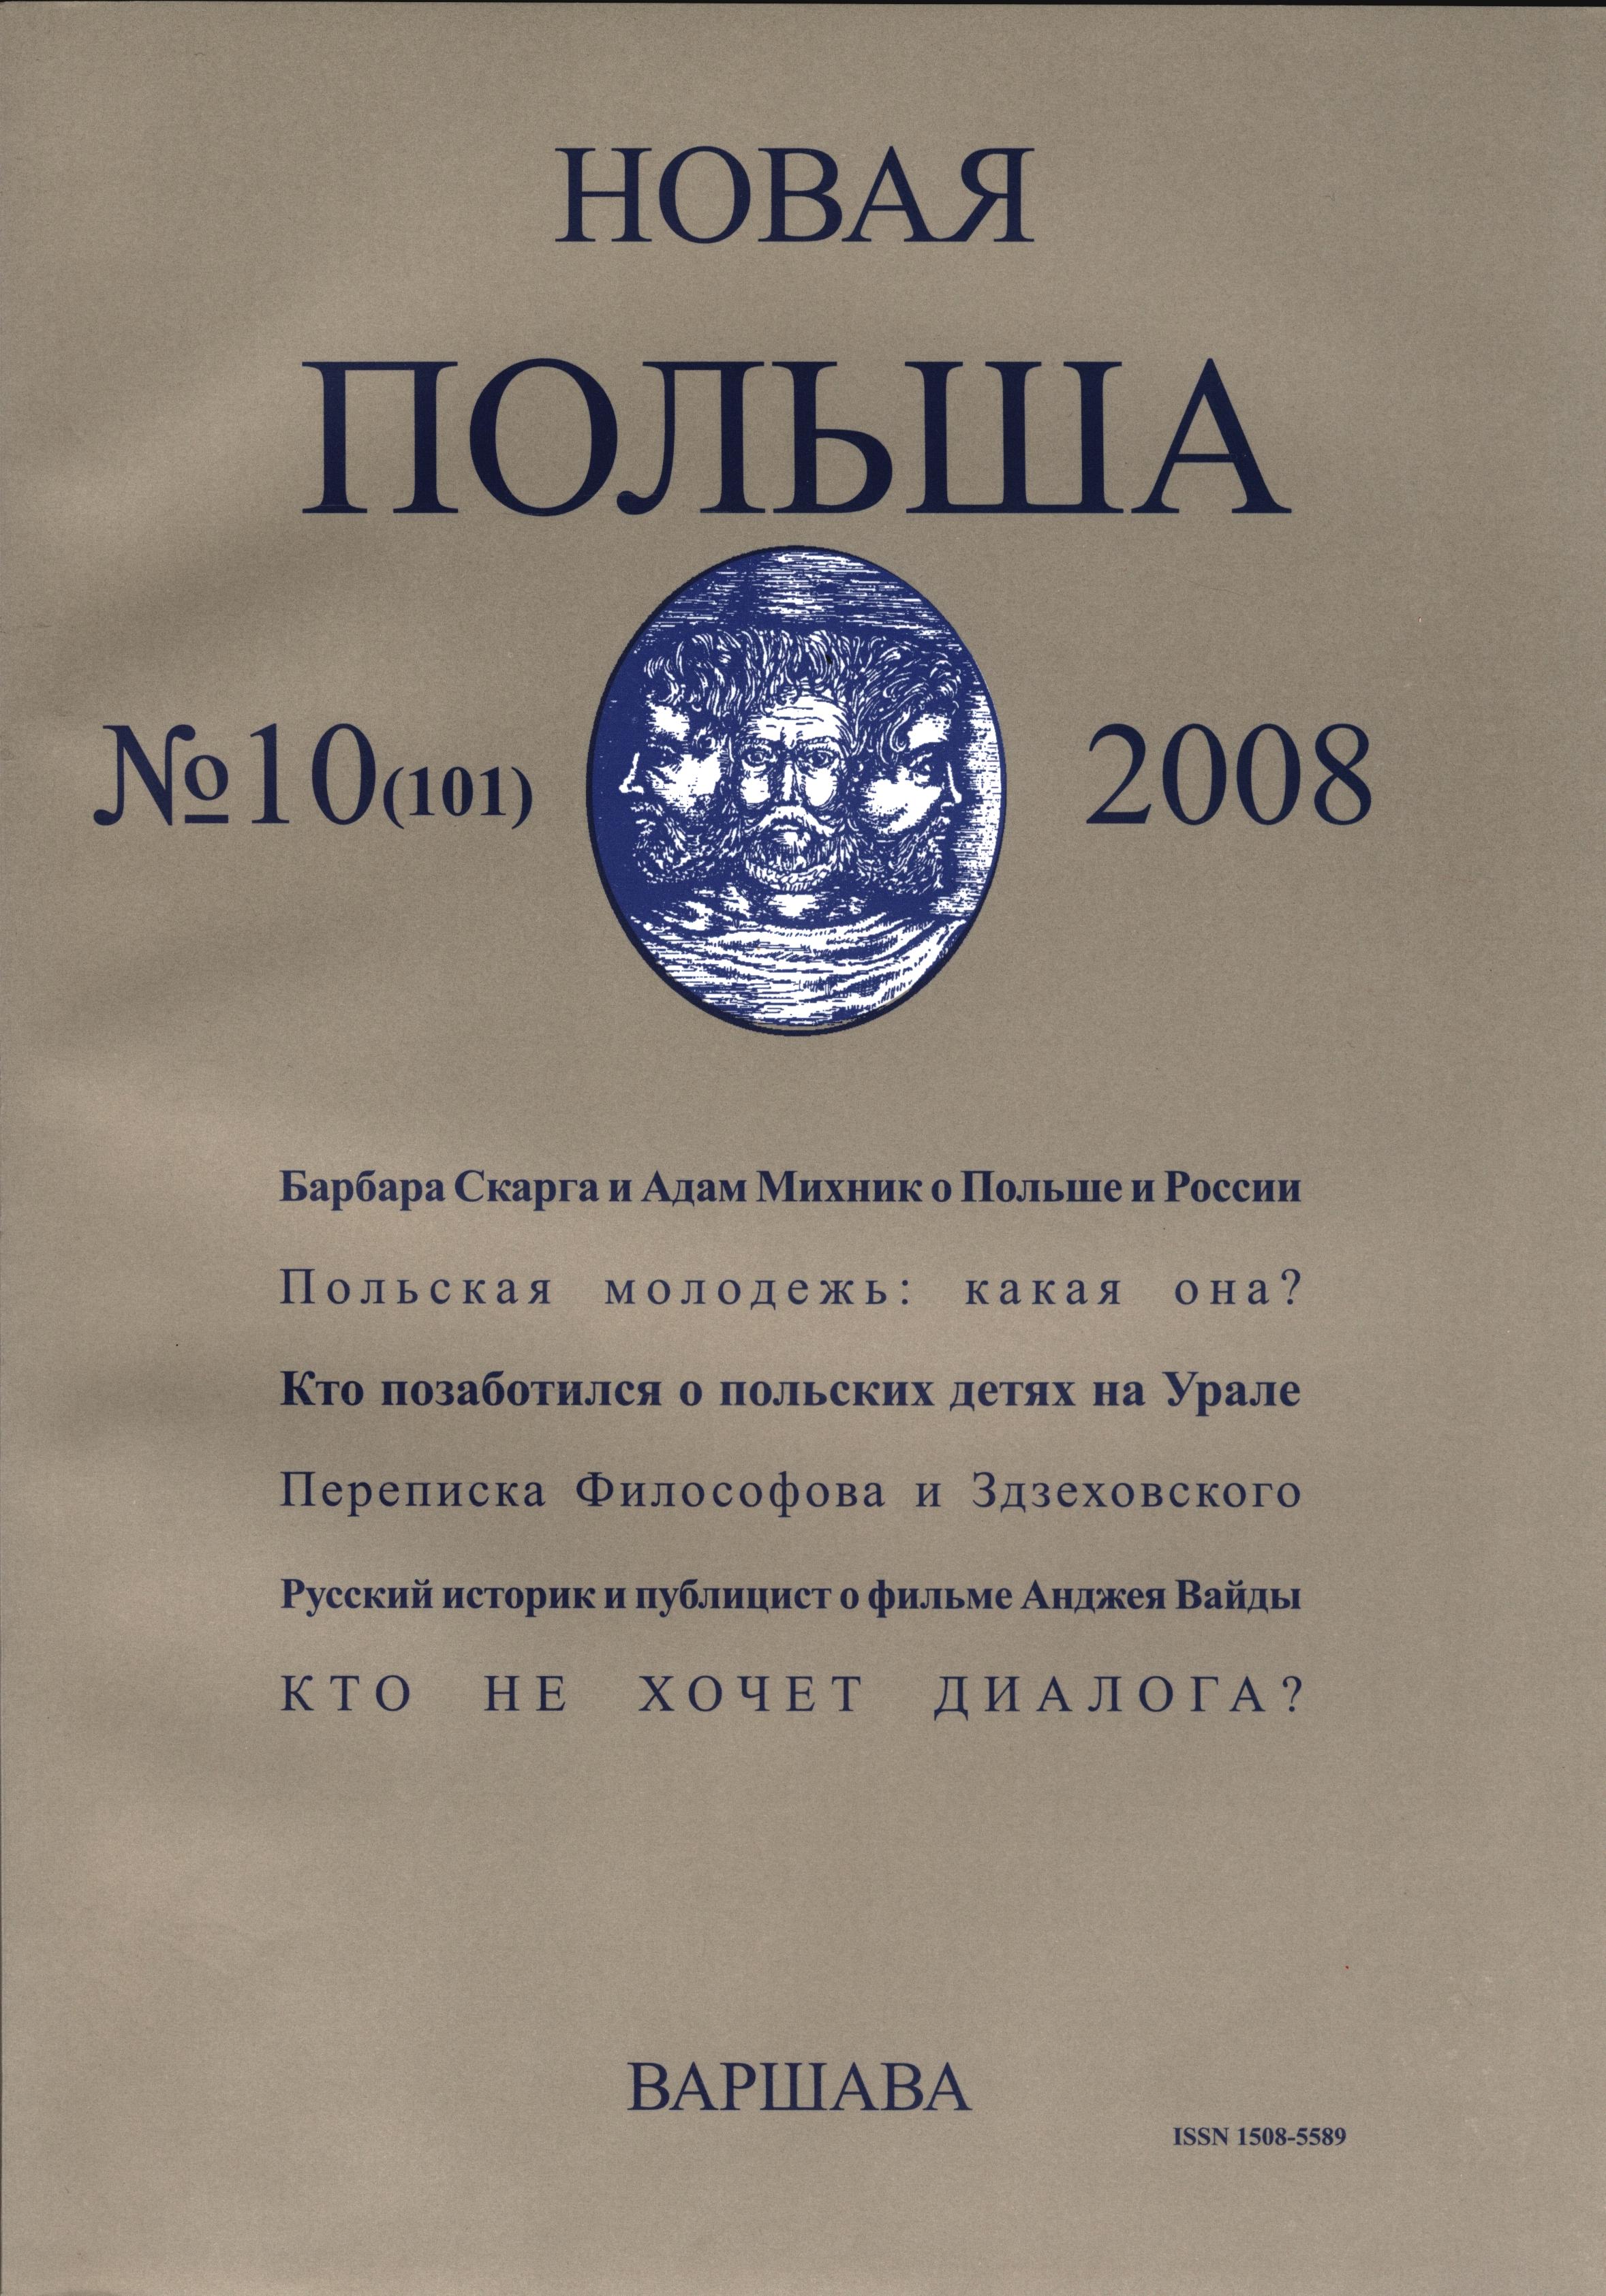 НОВАЯ
ПОЛЬША
№10(101) 2008
Барбара Скарга и Адам Михник о Польше и России
Польская молодежь: какая она?
Кто позаботился о польских детях на Урале
Переписка Философова и Здзеховского
Русский историк и публицист о фильме Анджея Вайды
КТО НЕ ХОЧЕТ ДИАЛОГА?
ВАРШАВА
ISSN 1508-5589